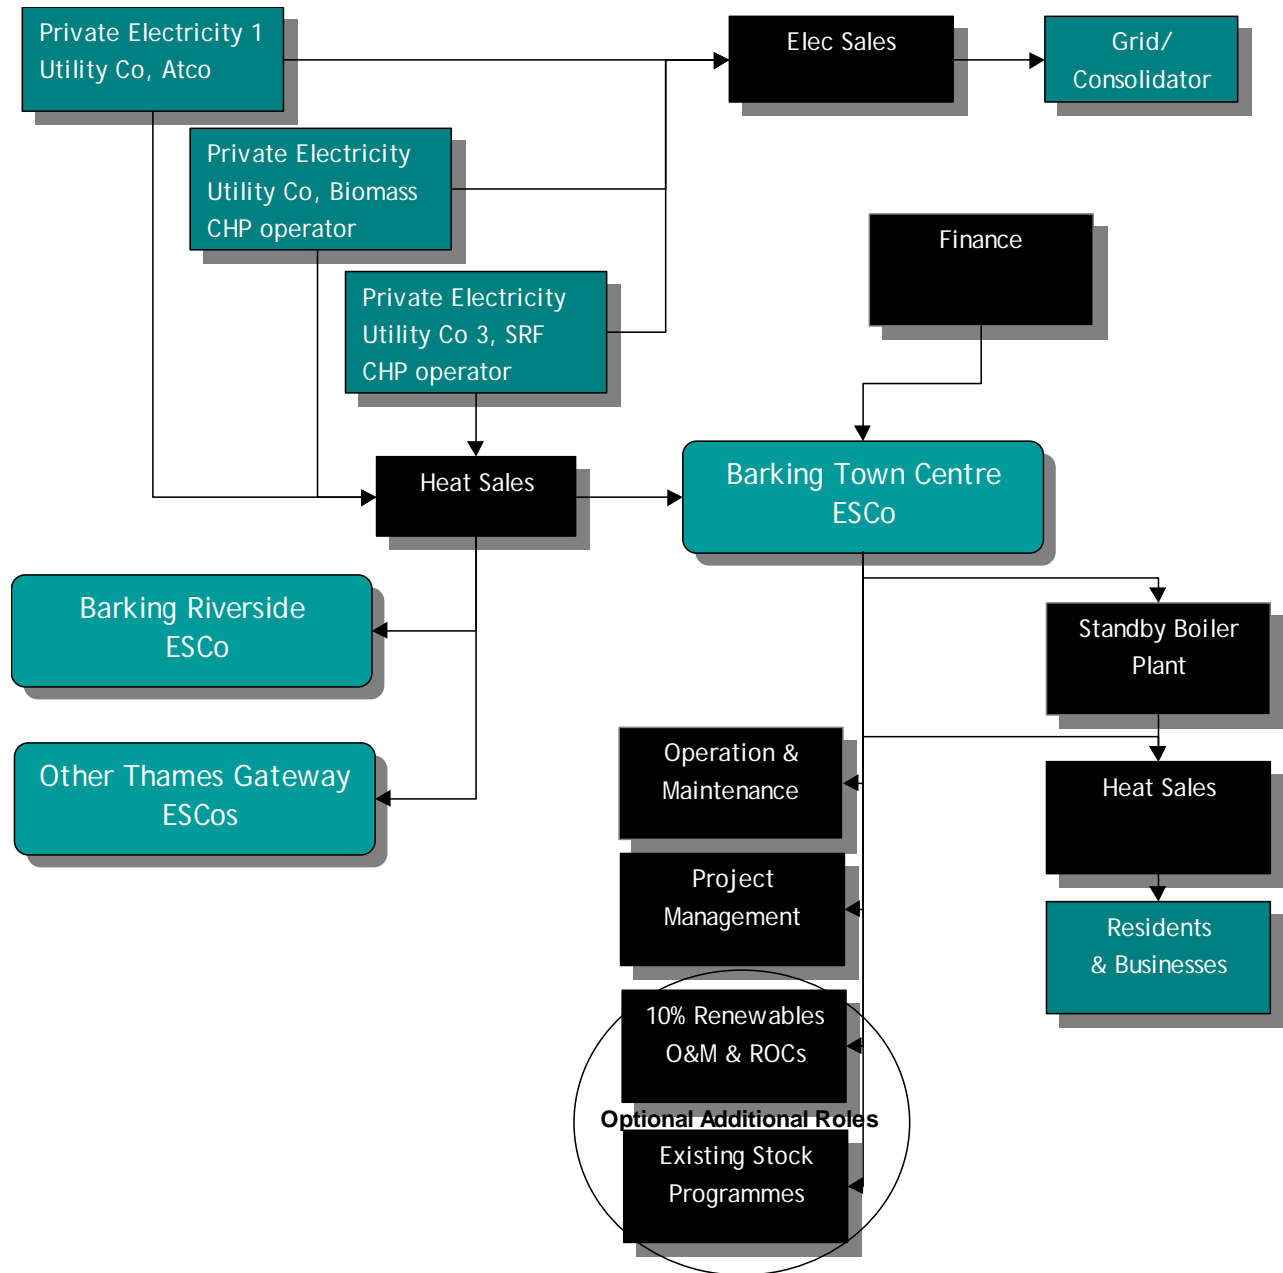 Private Electricity 1
Utility Co, Atco
Elec Sales
Grid/
Consolidator
Private Electricity
Utility Co, Biomass
CHP operator
Finance
Private Electricity
Utility Co 3, SRF
CHP operator
Heat Sales
Barking Town Centre
ESCo
Barking Riverside
ESCo
Standby Boiler
Plant
Other Thames Gateway
ESCos
Operation &
Maintenance
Heat Sales
Project
Management
Residents
& Businesses
10% Renewables
O&M & ROCs
Optional Additional Roles
Existing Stock
Programmes